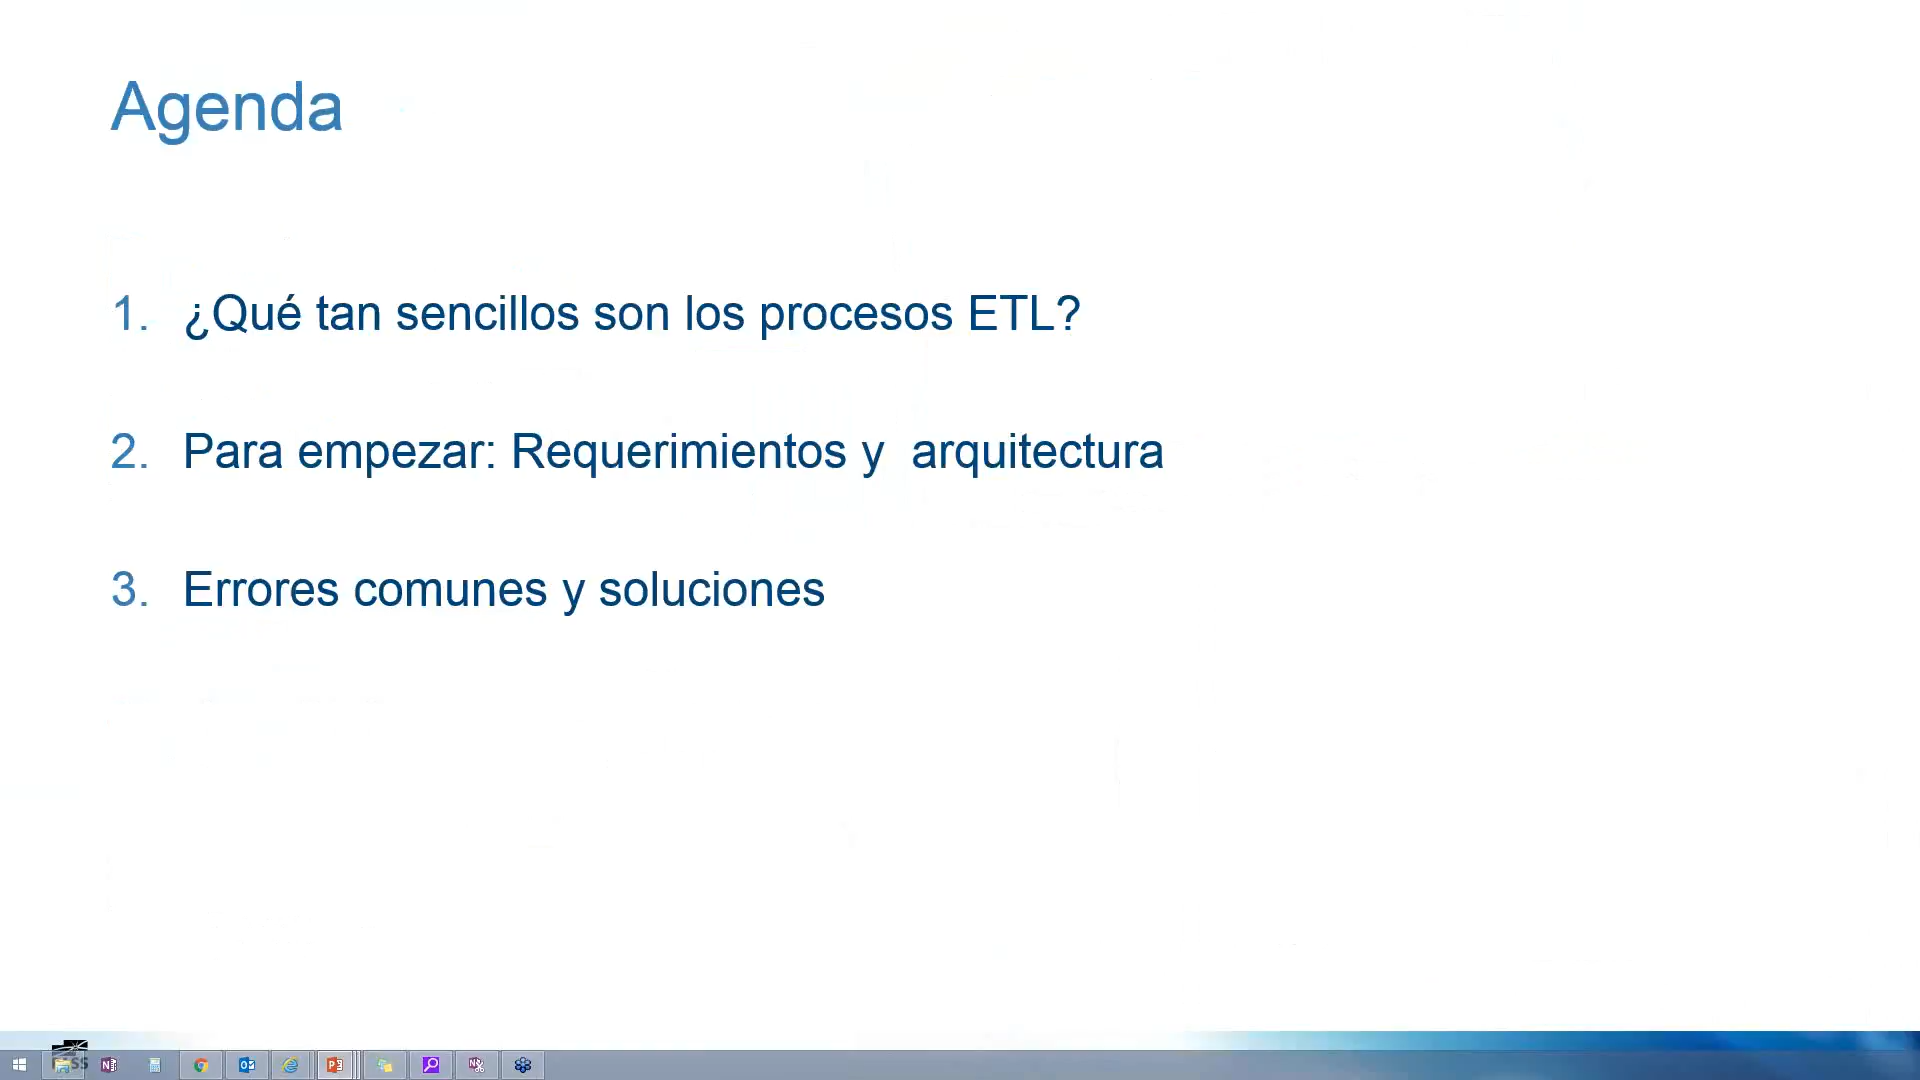 Agenda
1. ¿Qué tan sencillos son los procesos ETL?
2. Para empezar: Requerimientos y  arquitectura
3. Errores comunes y soluciones